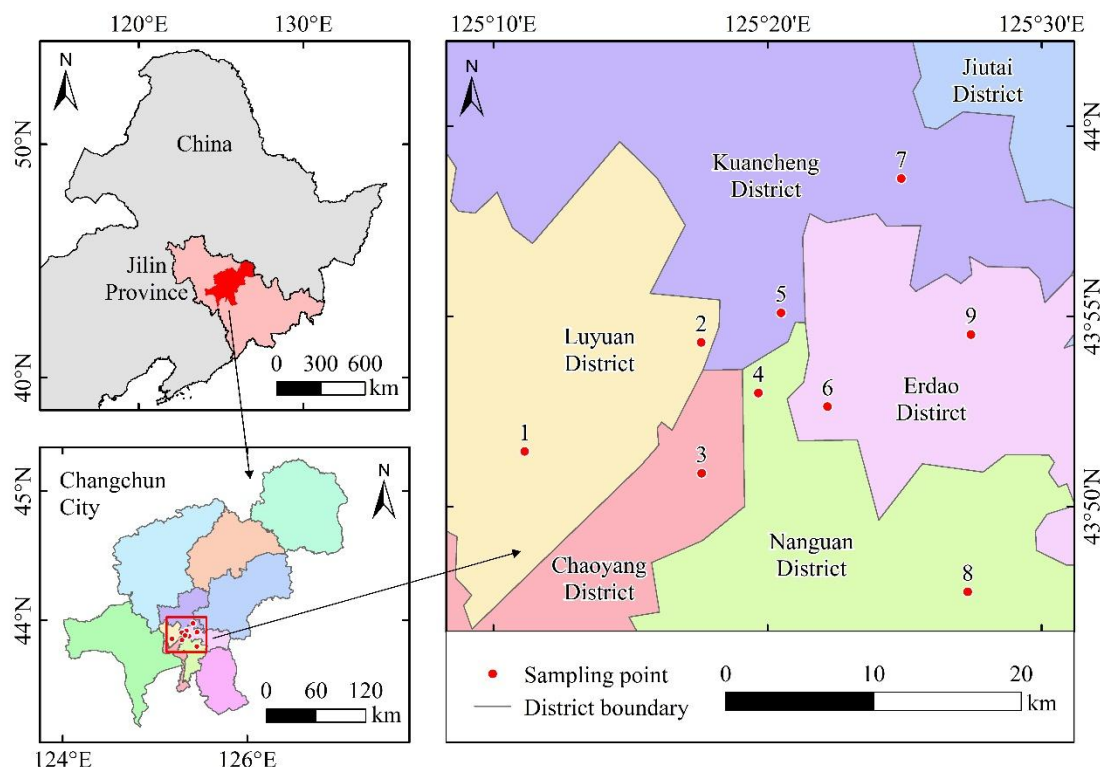 120°E 130°E
N
50°N
China
Jilin
Province
0 300 600
km
40°N
Changchun
City
N
45°N
44°N
0 60 120
km
124°E 126°E
125°10'E 125°20'E 125°30'E
N
Jiutai
District
44°N
Kuancheng
District
7
5
43°55'N
2
9
Luyuan
District
4
6
Erdao
Distirct
1
3
43°50'N
Nanguan
District
Chaoyang
District
8
Sampling point
District boundary
0 10 20
km